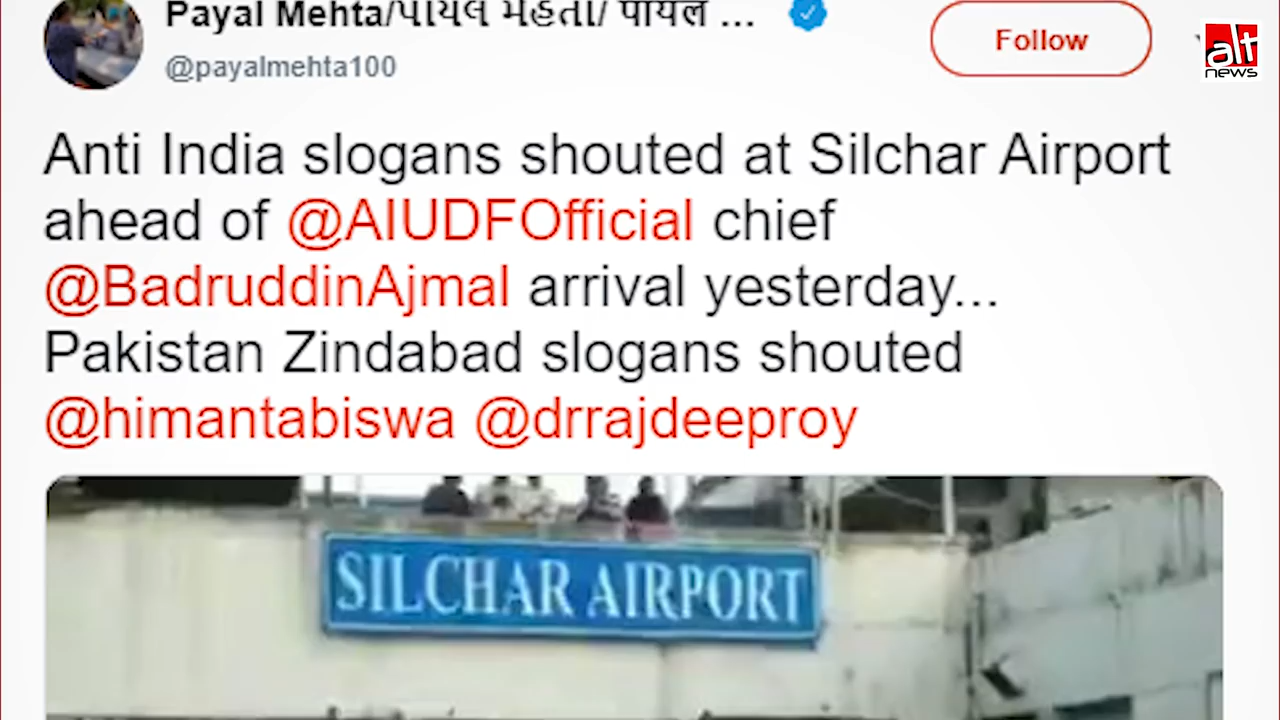 Payal Mehta/પાયલ મેહતા/ पायल ...
@payalmehta100
Follow
alt
news
Anti India slogans shouted at Silchar Airport
ahead of @AIUDFOfficial chief
@BadruddinAjmal arrival yesterday...
Pakistan Zindabad slogans shouted
@himantabiswa @drrajdeeproy
SILCHAR AIRPORT